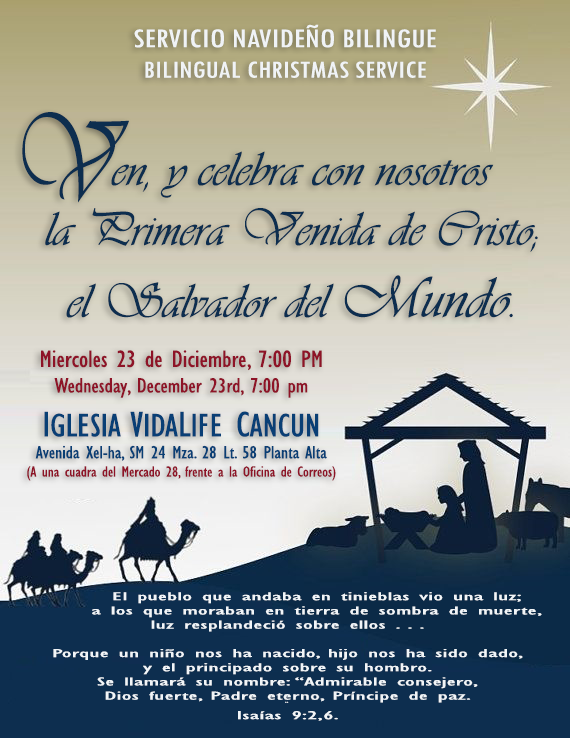 SERVICIO NAVIDEÑO BILINGUE
BILINGUAL CHRISTMAS SERVICE
Ven, y celebra con nosotros
la Primera Venida de Cristo;
el Salvador del Mundo.
Miercoles 23 de Diciembre, 7:00 PM
Wednesday, December 23rd, 7:00 pm
IGLESIA VIDALIFE CANCUN
Avenida Xel-ha, SM 24 Mza. 28 Lt. 58 Planta Alta
(A una cuadra del Mercado 28, frente a la Oficina de Correos)
El pueblo que andaba en tinieblas vio una luz;
a los que moraban en tierra de sombra de muerte,
luz resplandeció sobre ellos . . .
Porque un niño nos ha nacido, hijo nos ha sido dado,
y el principado sobre su hombro.
Se llamará su nombre: “Admirable consejero,
Dios fuerte, Padre eterno, Príncipe de paz.
Isaías 9:2,6.